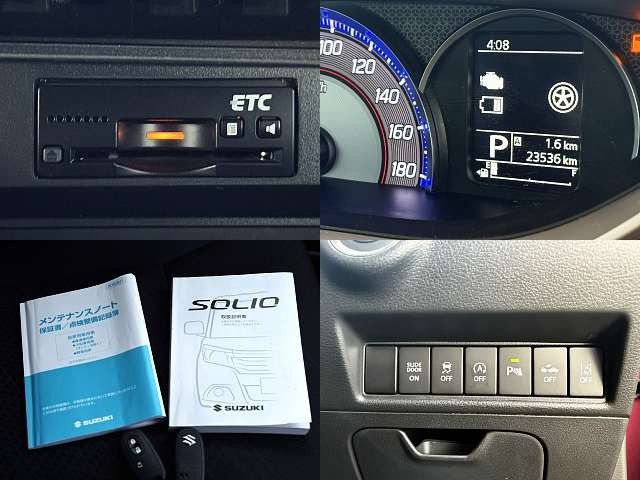 ETC
4:08
100
120
140
160
180
P
A 1.6 km
23536 km
E F
メンテナンスノート
保証書／点検整備記録簿
SUZUKI
SOLIO
取扱説明書
SUZUKI
SLIDE DOOR ON
OFF
OFF
P
OFF
OFF